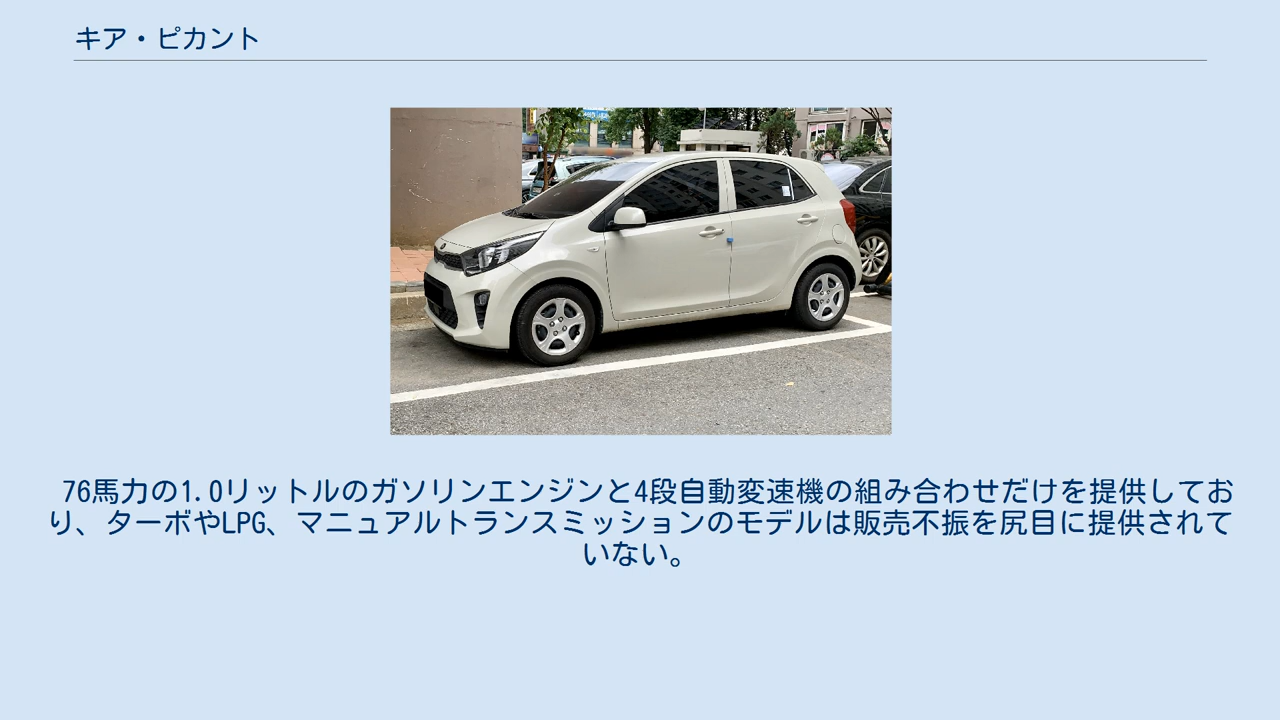 キア・ピカント
76馬力の1.0リットルのガソリンエンジンと4段自動変速機の組み合わせだけを提供してお
り、ターボやLPG、マニュアルトランスミッションのモデルは販売不振を尻目に提供されて
いない。